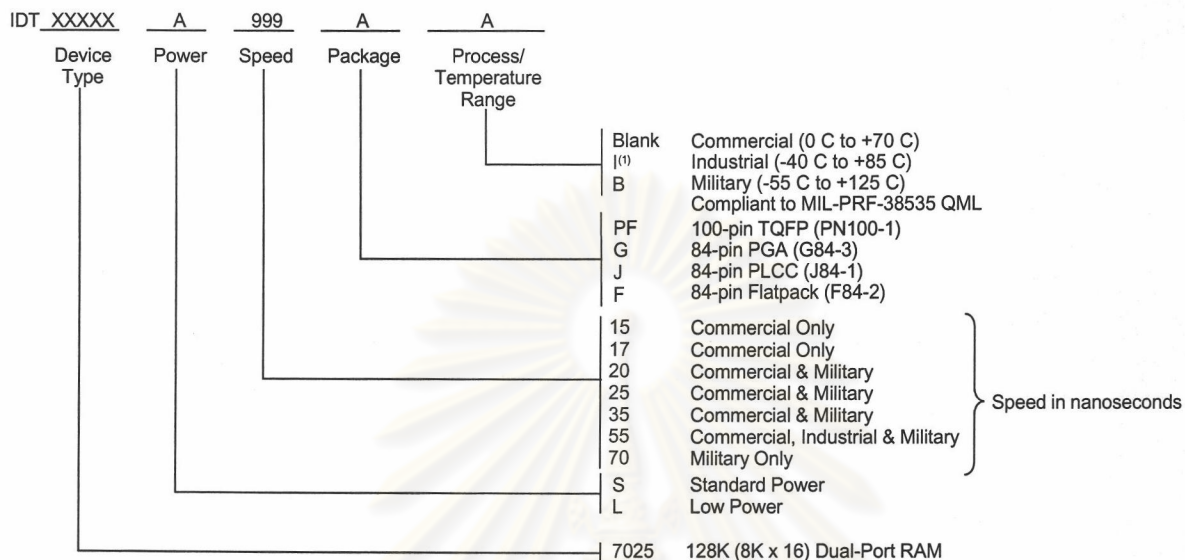 IDT XXXXX A 999 A A
Device Type Power Speed Package Process/ Temperature Range
Blank Commercial (0 C to +70 C)
I(1) Industrial (-40 C to +85 C)
B Military (-55 C to +125 C)
Compliant to MIL-PRF-38535 QML
PF 100-pin TQFP (PN100-1)
G 84-pin PGA (G84-3)
J 84-pin PLCC (J84-1)
F 84-pin Flatpack (F84-2)
15 Commercial Only
17 Commercial Only
20 Commercial & Military
25 Commercial & Military
35 Commercial & Military
55 Commercial, Industrial & Military
70 Military Only
Speed in nanoseconds
S Standard Power
L Low Power
7025 128K (8K x 16) Dual-Port RAM